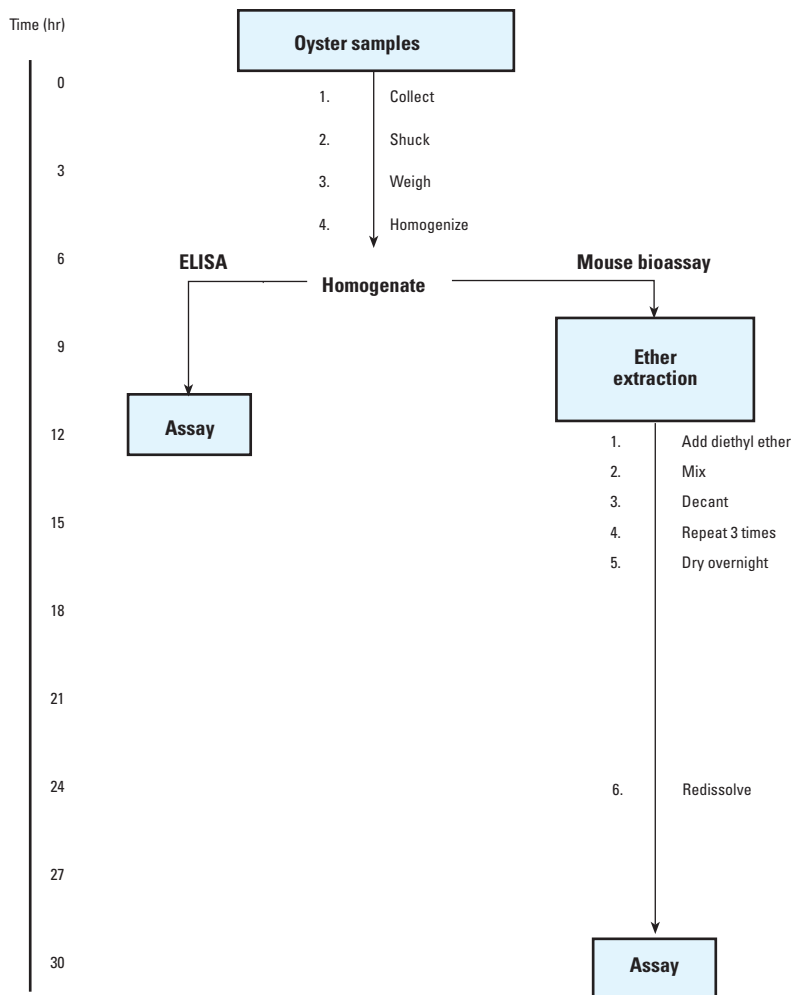 Time (hr)
Oyster samples
0
1. Collect
2. Shuck
3
3. Weigh
4. Homogenize
6
ELISA
Mouse bioassay
Homogenate
9
Ether
extraction
Assay
12
1. Add diethyl ether
2. Mix
3. Decant
15
4. Repeat 3 times
5. Dry overnight
18
21
24
6. Redissolve
27
30
Assay